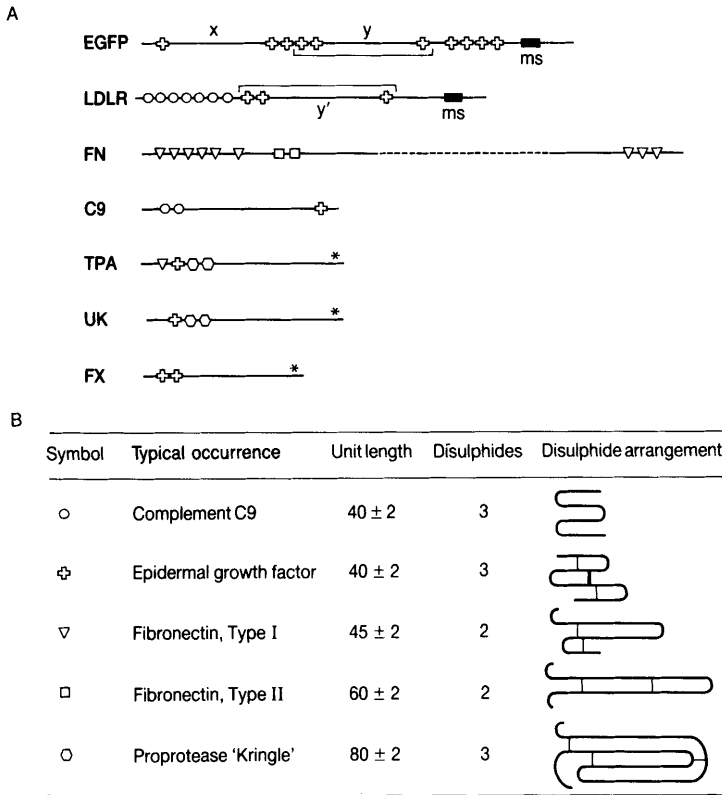 A
EGFP x y ms
LDLR y' ms
FN
C9
TPA *
UK *
FX *
B
Symbol Typical occurrence Unit length Disulphides Disulphide arrangement
Complement C9 40 ± 2 3
Epidermal growth factor 40 ± 2 3
Fibronectin, Type I 45 ± 2 2
Fibronectin, Type II 60 ± 2 2
Proprotease 'Kringle' 80 ± 2 3